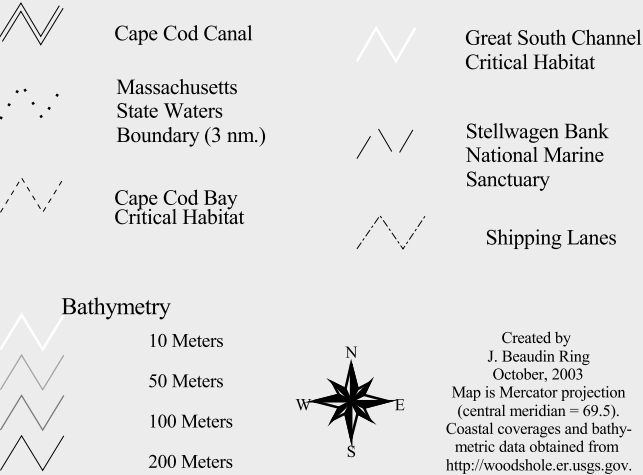 Cape Cod Canal
Massachusetts
State Waters
Boundary (3 nm.)
Cape Cod Bay
Critical Habitat
Great South Channel
Critical Habitat
Stellwagen Bank
National Marine
Sanctuary
Shipping Lanes
Bathymetry
10 Meters
50 Meters
100 Meters
200 Meters
N
W
E
S
Created by
J. Beaudin Ring
October, 2003
Map is Mercator projection
(central meridian = 69.5).
Coastal coverages and bathy-
metric data obtained from
http://woodshole.er.usgs.gov.